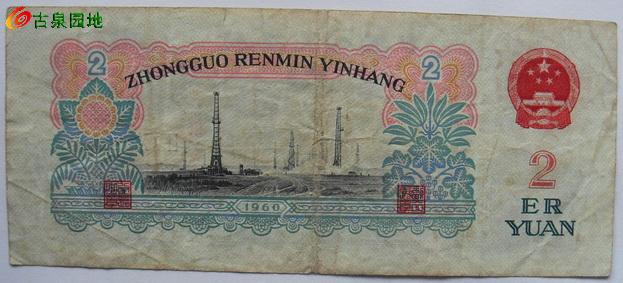 古泉园地
2
ZHONGGUO RENMIN YINHANG
2
2
ER
YUAN
1960